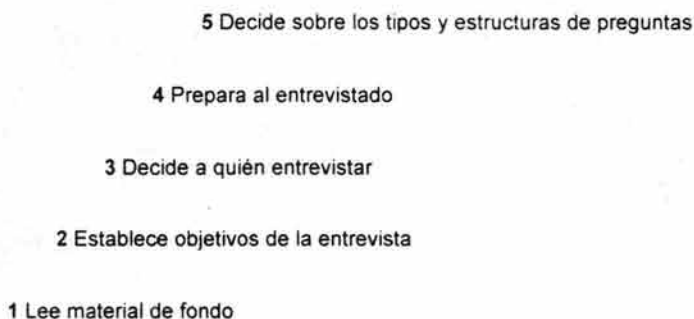 5 Decide sobre los tipos y estructuras de preguntas
4 Prepara al entrevistado
3 Decide a quién entrevistar
2 Establece objetivos de la entrevista
1 Lee material de fondo